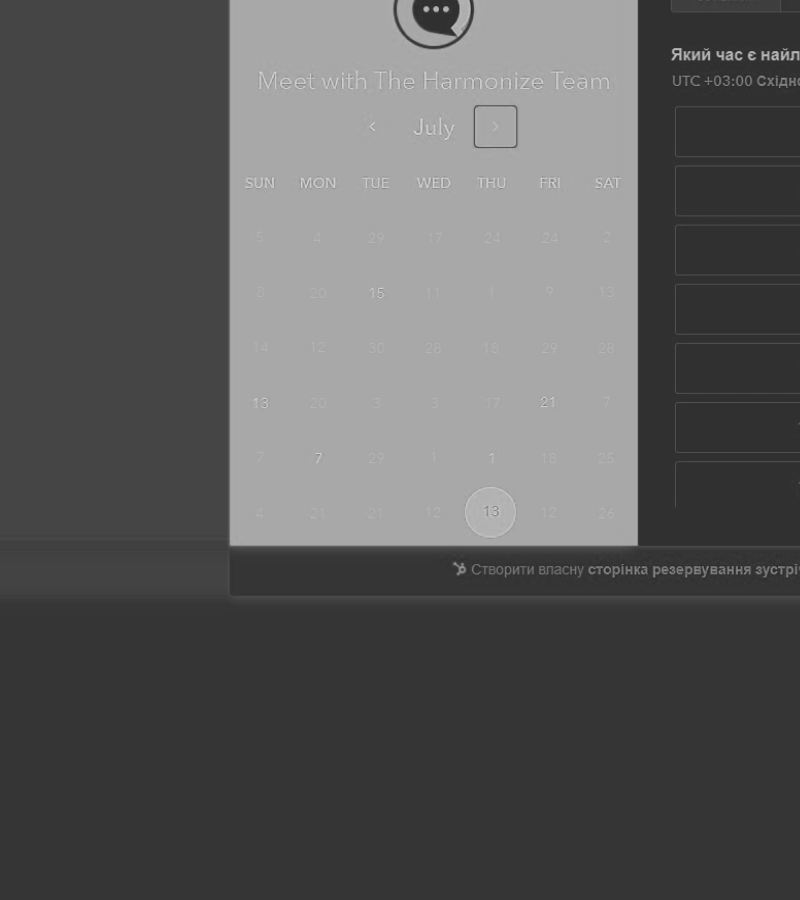 Meet with The Harmonize Team
July
SUN MON TUE WED THU FRI SAT
5 4 29 17 24 24 2
8 20 15 11 1 9 13
14 12 30 28 18 29 28
13 20 3 3 17 21 7
7 7 29 1 1 18 25
4 21 21 12 13 12 26
Який час є найл
UTC +03:00 Східно
Створити власну сторінка резервування зустріч